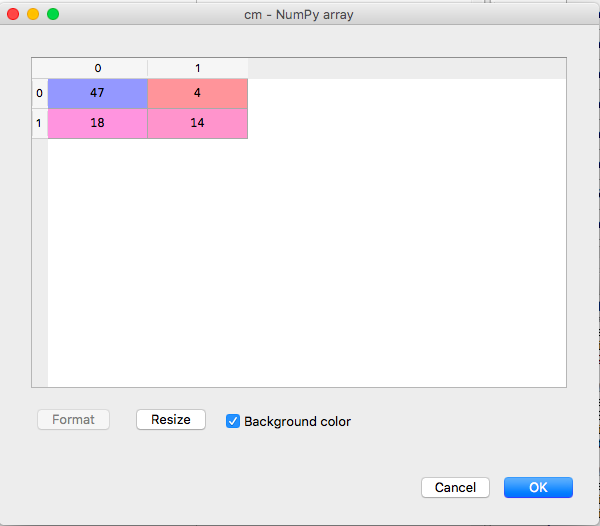 cm - NumPy array
0 1
0 47 4
1 18 14
Format Resize Background color
Cancel OK